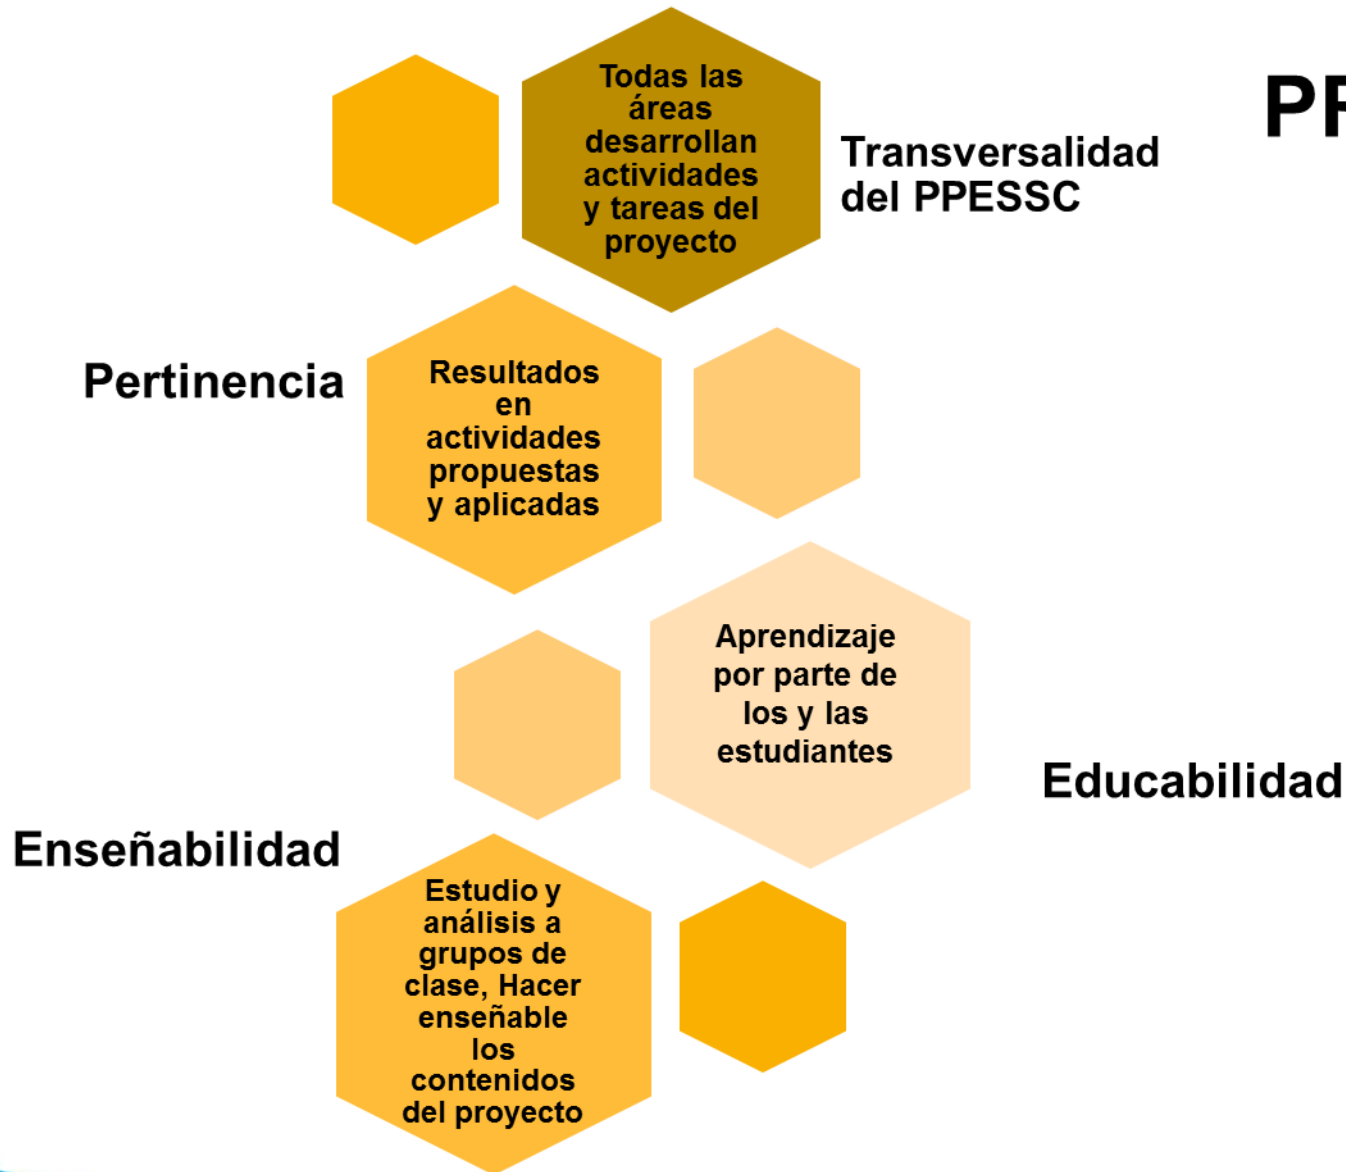 Todas las
áreas
desarrollan
actividades
y tareas del
proyecto
Transversalidad
del PPESSC
Pertinencia
Resultados
en
actividades
propuestas
y aplicadas
Aprendizaje
por parte de
los y las
estudiantes
Educabilidad
Enseñabilidad
Estudio y
análisis a
grupos de
clase, Hacer
enseñable
los
contenidos
del proyecto